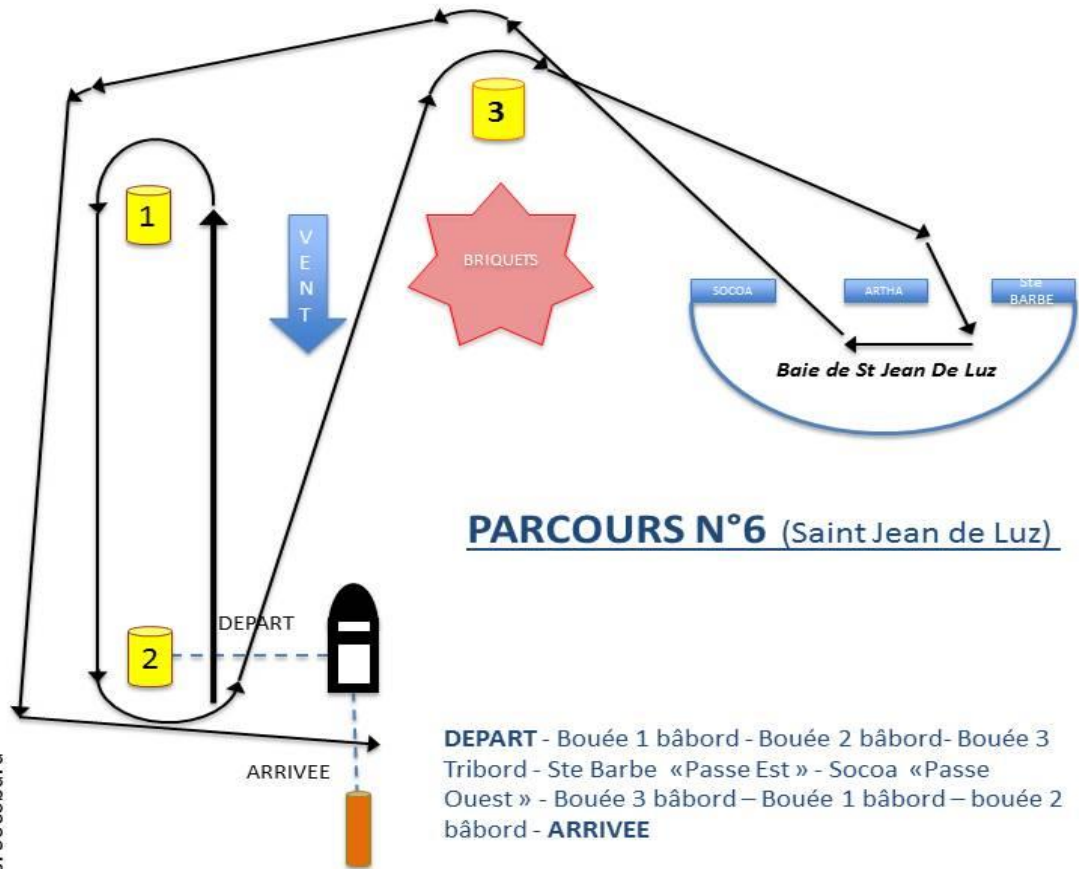 3
1
VENT
BRIQUETS
SOCOA
ARTHA
Ste
BARBE
Baie de St Jean De Luz
PARCOURS N°6 (Saint Jean de Luz)
DEPART
2
ARRIVEE
DEPART - Bouée 1 bâbord - Bouée 2 bâbord- Bouée 3
Tribord - Ste Barbe «Passe Est » - Socoa «Passe
Ouest » - Bouée 3 bâbord – Bouée 1 bâbord – bouée 2
bâbord - ARRIVEE